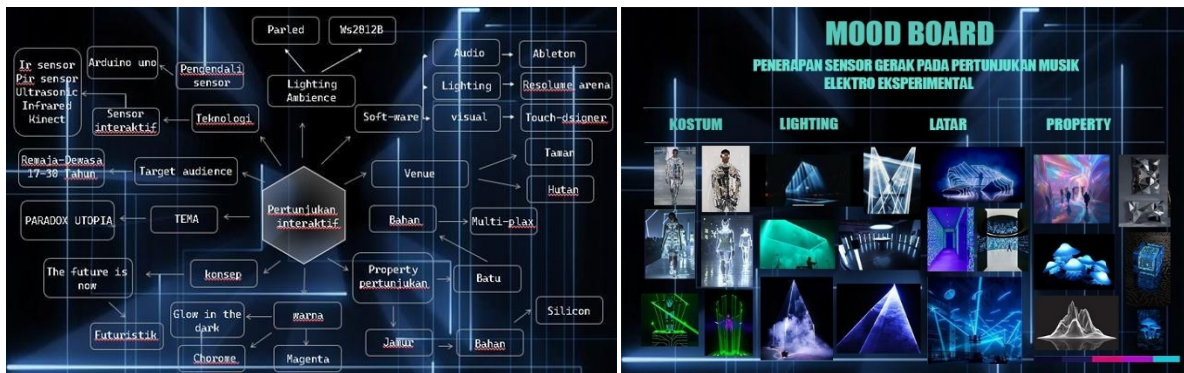 Parled
Ws2812B
Audio
Ableton
Ir sensor
Pir sensor
Ultrasonic
Infrared
Kinect
Arduino uno
Pengendali
sensor
Lighting
Ambience
Lighting
Resolume arena
Sensor
interaktif
Teknologi
Soft-ware
visual
Touch-dsigner
Remaja-Dewasa
17-30 Tahun
Target audience
Venue
Taman
Hutan
PARADOX UTOPIA
TEMA
Pertunjukan
interaktif
Bahan
Multi-plax
The future is
now
konsep
Property
pertunjukan
Batu
Silicon
Glow in the
dark
warna
Futuristik
Chorome
Magenta
Jamur
Bahan
MOOD BOARD
PENERAPAN SENSOR GERAK PADA PERTUNJUKAN MUSIK
ELEKTRO EKSPERIMENTAL
KOSTUM
LIGHTING
LATAR
PROPERTY